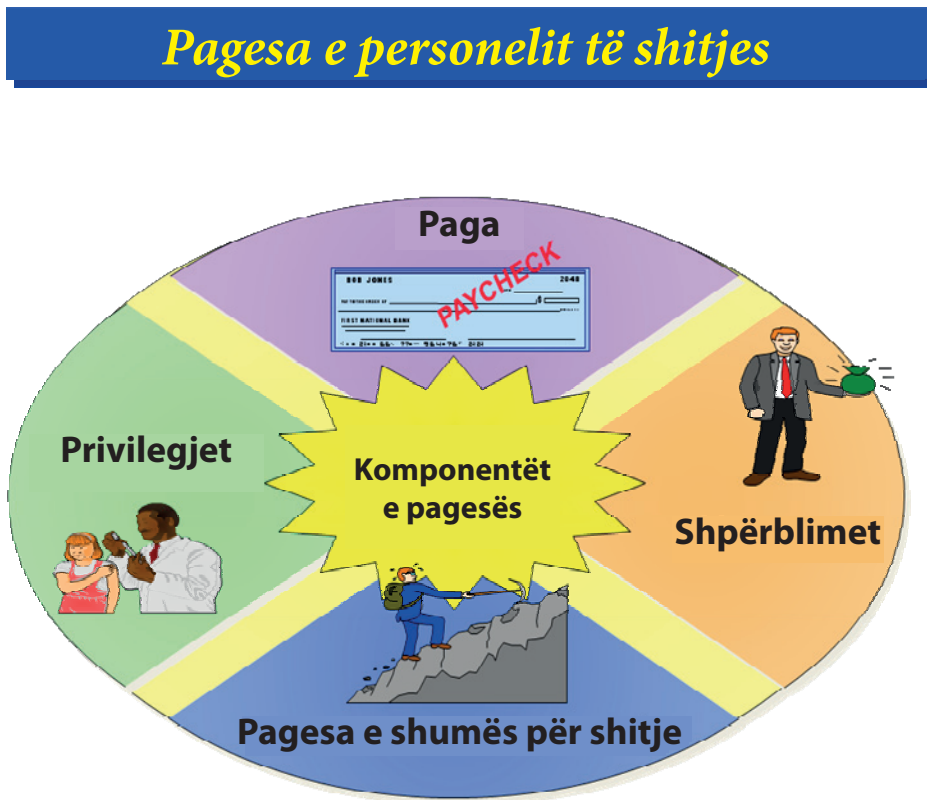 Pagesa e personelit të shitjes
Paga
BOB JONES
2048
PAYCHECK
FIRST NATIONAL BANK
Privilegjet
Komponentët
e pagesës
Shpërblimet
Pagesa e shumës për shitje